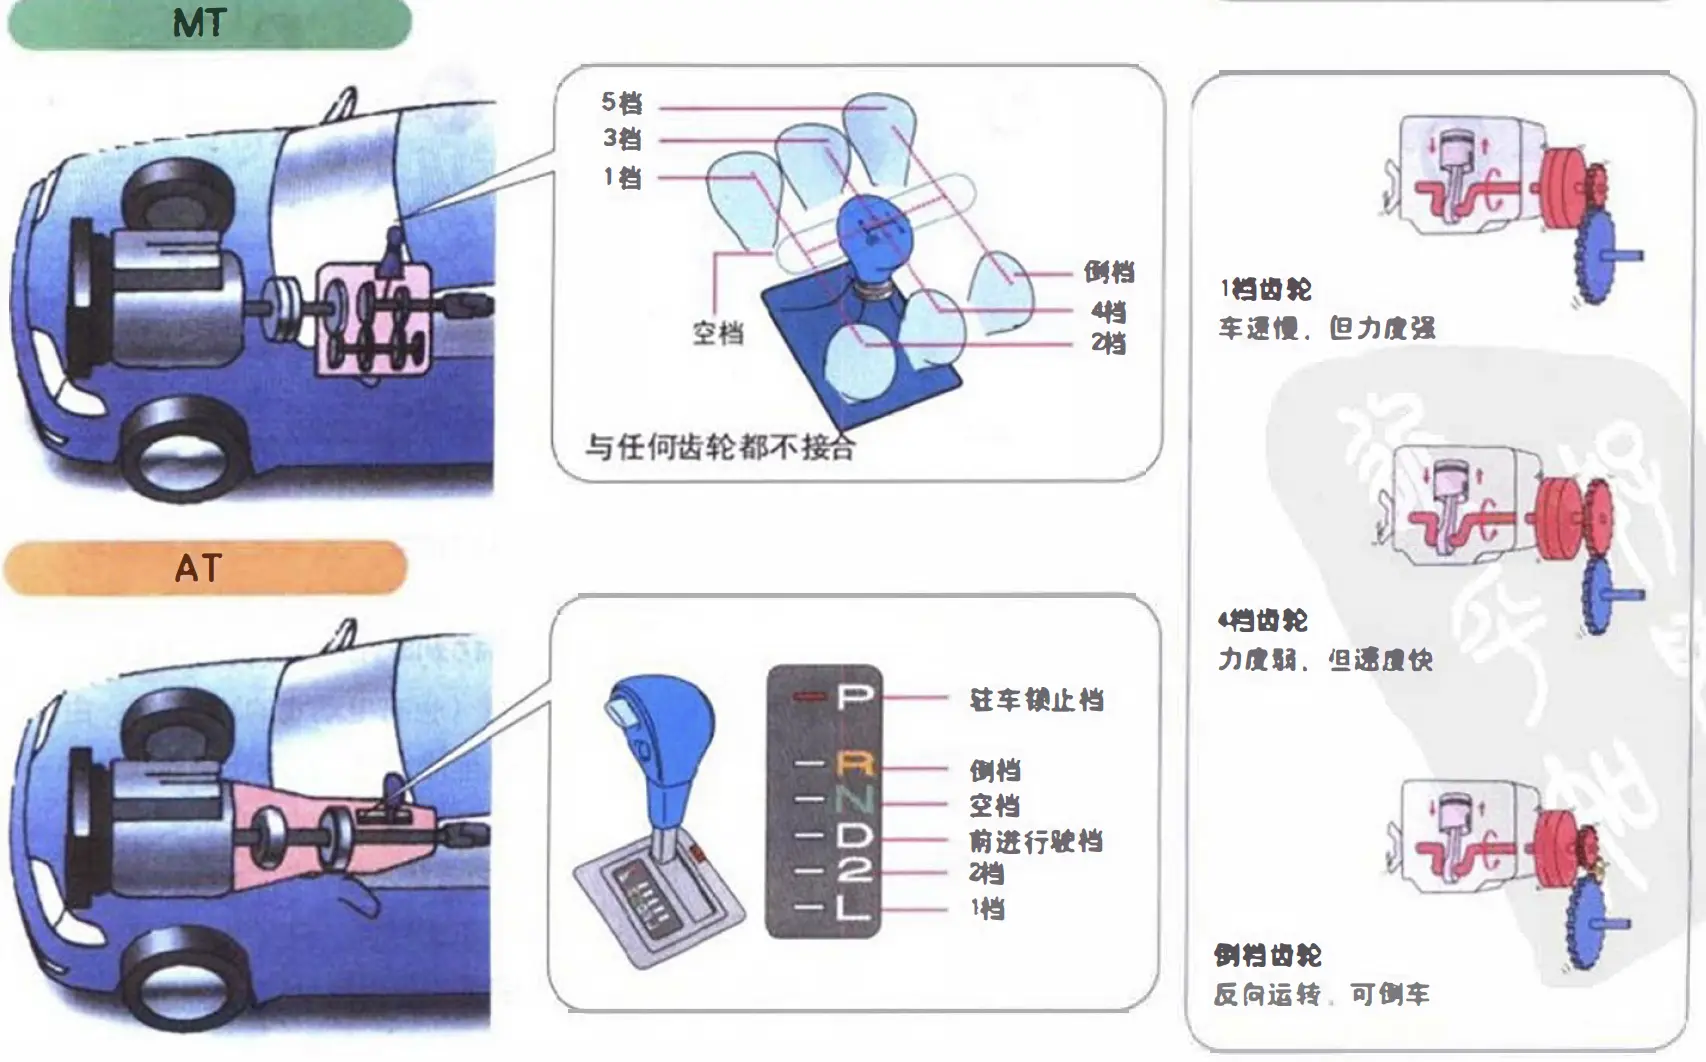 MT
5档
3档
1档
空档
倒档
4档
2档
与任何齿轮都不接合
AT
P
R
N
D
2
L
驻车锁止档
倒档
空档
前进行驶档
2档
1档
1档齿轮
车速慢，但力度强
4档齿轮
力度弱，但速度快
倒档齿轮
反向运转，可倒车